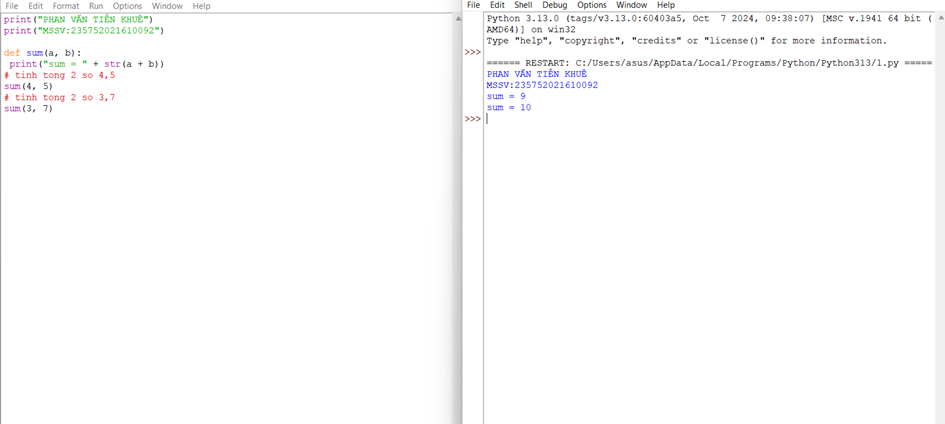 File Edit Format Run Options Window Help
print("PHAN VĂN TIẾN KHUÊ")
print("MSSV:235752021610092")
def sum(a, b):
print("sum = " + str(a + b))
# tinh tong 2 so 4,5
sum(4, 5)
# tinh tong 2 so 3,7
sum(3, 7)
File Edit Shell Debug Options Window Help
Python 3.13.0 (tags/v3.13.0:60403a5, Oct 7 2024, 09:38:07) [MSC v.1941 64 bit (
AMD64)] on win32
Type "help", "copyright", "credits" or "license()" for more information.
>>>
====== RESTART: C:/Users/asus/AppData/Local/Programs/Python/Python313/1.py =====
PHAN VĂN TIẾN KHUÊ
MSSV:235752021610092
sum = 9
sum = 10
>>>